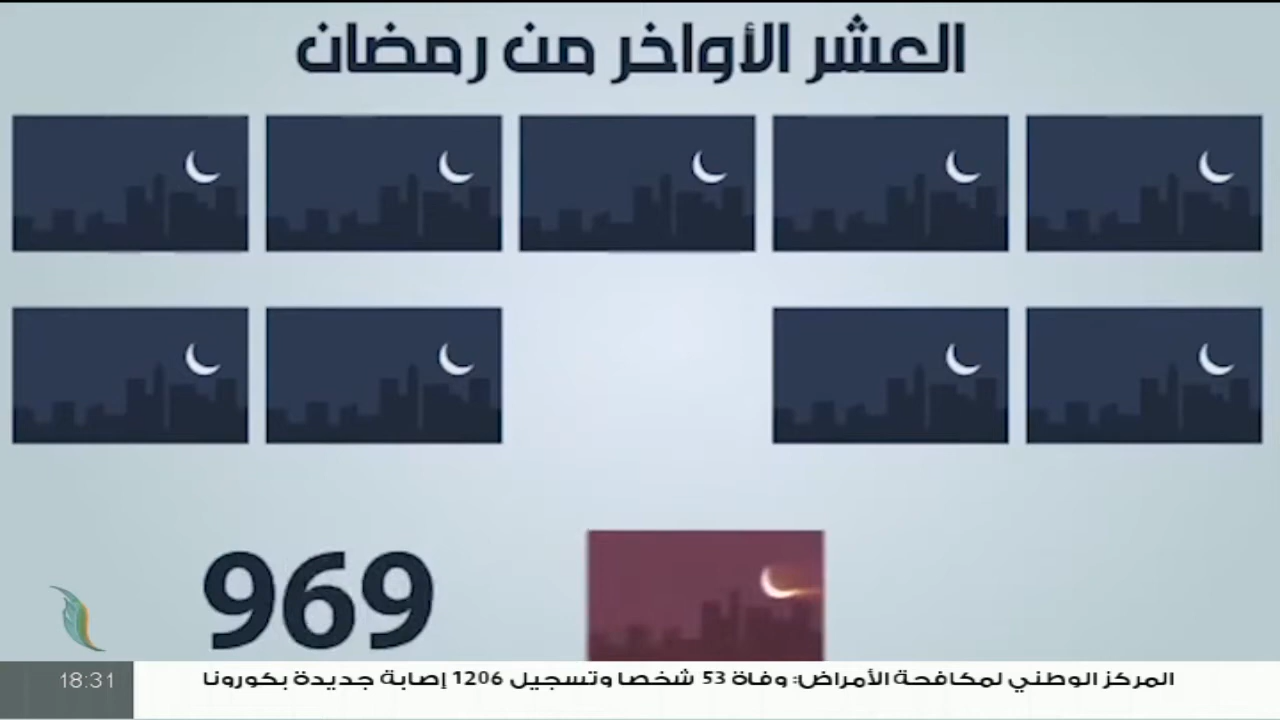 العشر الأواخر من رمضان
969
18:31
المركز الوطني لمكافحة الأمراض: وفاة 53 شخصا وتسجيل 1206 إصابة جديدة بكورونا